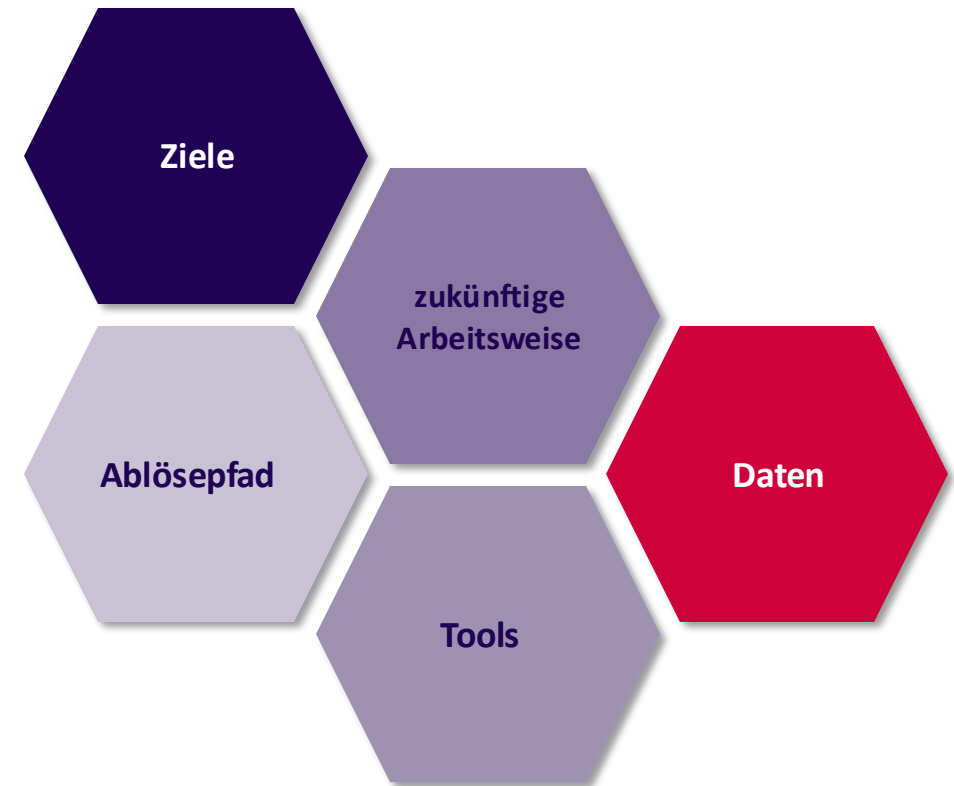 Ziele
zukünftige
Arbeitsweise
Ablösepfad
Daten
Tools